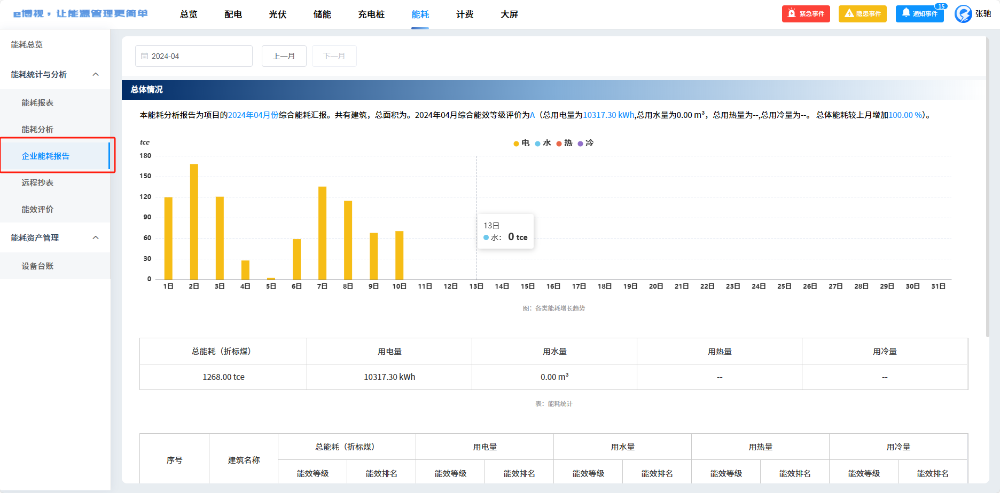 e博视，让能源管理更简单
总览 配电 光伏 储能 充电桩 能耗 计费 大屏
紧急事件 隐患事件 通知事件 15 张驰
能耗总览
能耗统计与分析
能耗报表
能耗分析
企业能耗报告
远程抄表
能效评价
能耗资产管理
设备台账
2024-04 上一月 下一月
总体情况
本能耗分析报告为项目的2024年04月份综合能耗汇报。共有建筑，总面积为。2024年04月综合能效等级评价为A（总用电量为10317.30 kWh,总用水量为0.00 m³，总用热量为--,总用冷量为--。 总体能耗较上月增加100.00 %）。
tce
电 水 热 冷
180
150
120
90
60
30
0
13日
水： 0 tce
1日 2日 3日 4日 5日 6日 7日 8日 9日 10日 11日 12日 13日 14日 15日 16日 17日 18日 19日 20日 21日 22日 23日 24日 25日 26日 27日 28日 29日 30日 31日
图：各类能耗增长趋势
总能耗（折标煤） 用电量 用水量 用热量 用冷量
1268.00 tce 10317.30 kWh 0.00 m³ -- --
表：能耗统计
序号 建筑名称 总能耗（折标煤） 用电量 用水量 用热量 用冷量
能效等级 能效排名 能效等级 能效排名 能效等级 能效排名 能效等级 能效排名 能效等级 能效排名